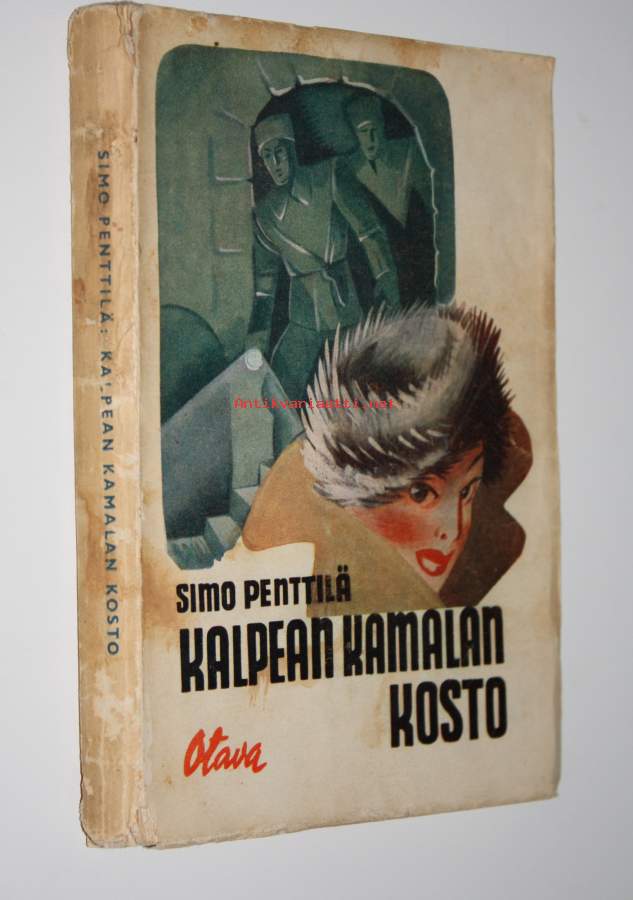 SIMO PENTTILÄ: KALPEAN KAMALAN KOSTO
Antikvariaatti.net
SIMO PENTTILÄ
KALPEAN KAMALAN
KOSTO
Otava